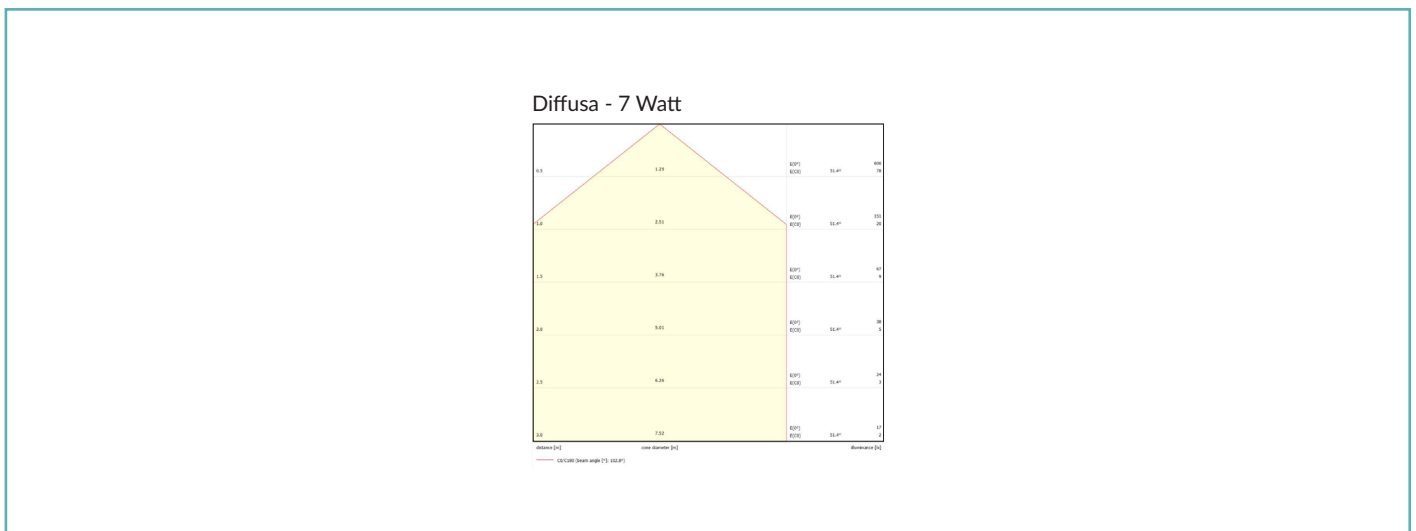 Diffusa - 7 Watt
E(0°) 606
0.5 1.25 E(C0) 51.4° 78
E(0°) 151
1.0 2.51 E(C0) 51.4° 20
E(0°) 67
1.5 3.76 E(C0) 51.4° 9
E(0°) 38
2.0 5.01 E(C0) 51.4° 5
E(0°) 24
2.5 6.26 E(C0) 51.4° 3
E(0°) 17
3.0 7.52 E(C0) 51.4° 2
distance [m] cone diameter [m] illuminance [lx]
C0/C180 (beam angle [°]: 102.8°)